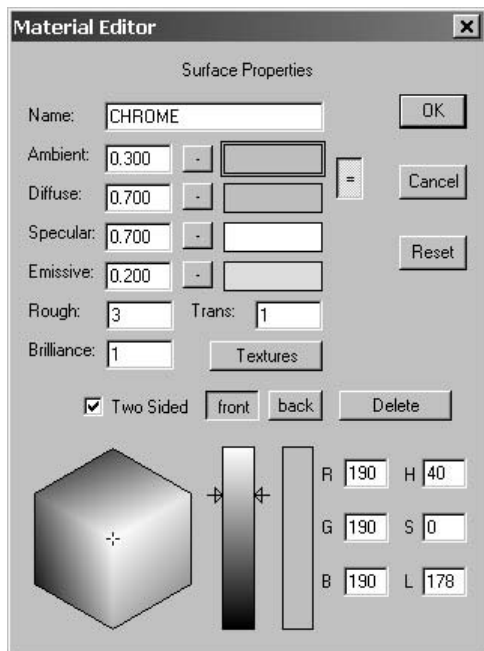 Material Editor
Surface Properties
Name: CHROME OK
Ambient: 0.300 - =
Diffuse: 0.700 - Cancel
Specular: 0.700 -
Emissive: 0.200 - Reset
Rough: 3 Trans: 1
Brilliance: 1 Textures
Two Sided front back Delete
R 190 H 40
G 190 S 0
B 190 L 178